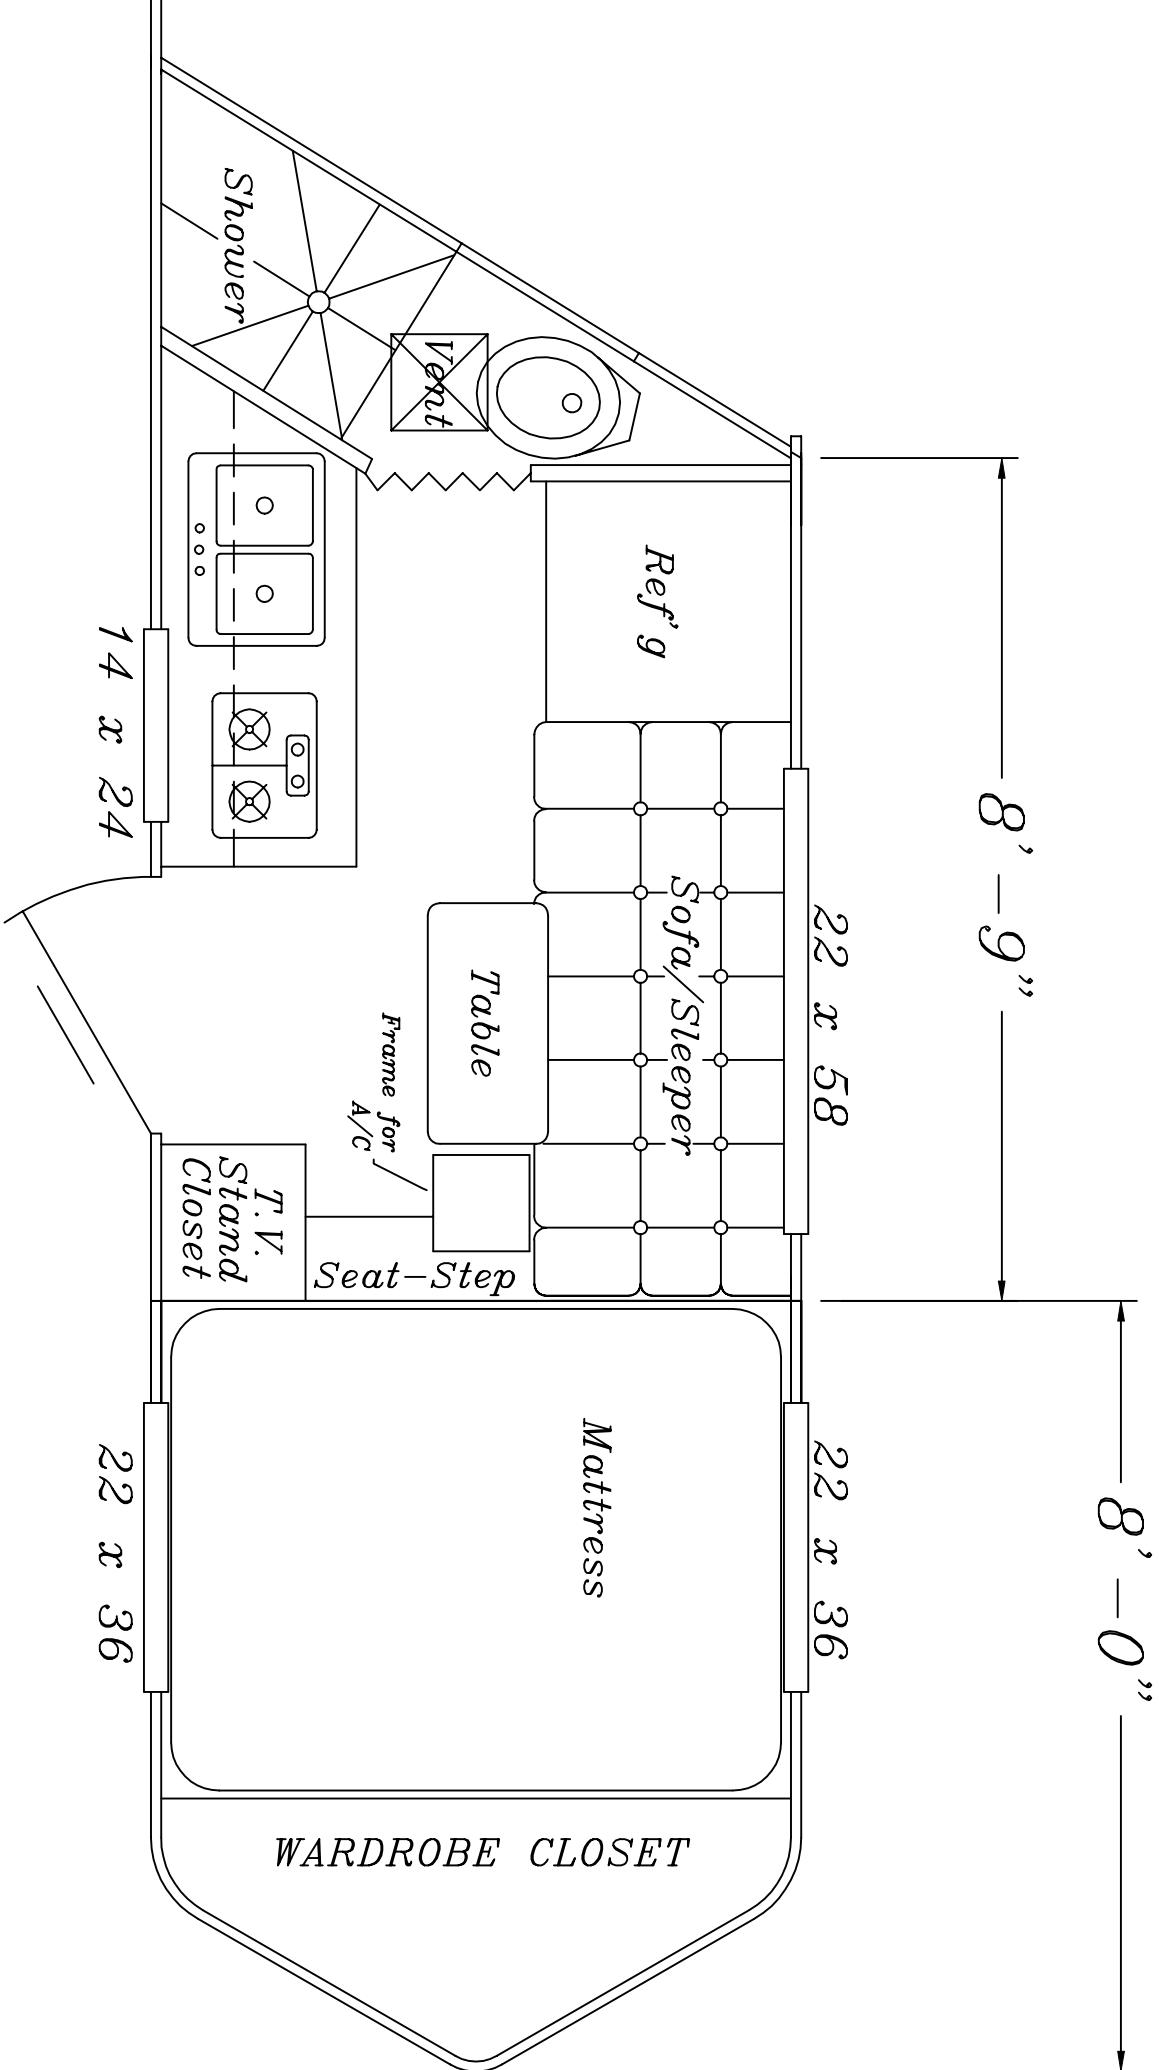 Shower
Vent
Ref'g
14 x 24
8'-9"
22 x 58
Sofa/Sleeper
Table
Frame for
A/C
T.V.
Stand
Closet
Seat-Step
8'-0"
22 x 36
22 x 36
Mattress
WARDROBE CLOSET